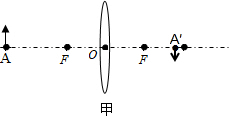 A F O F A′
甲